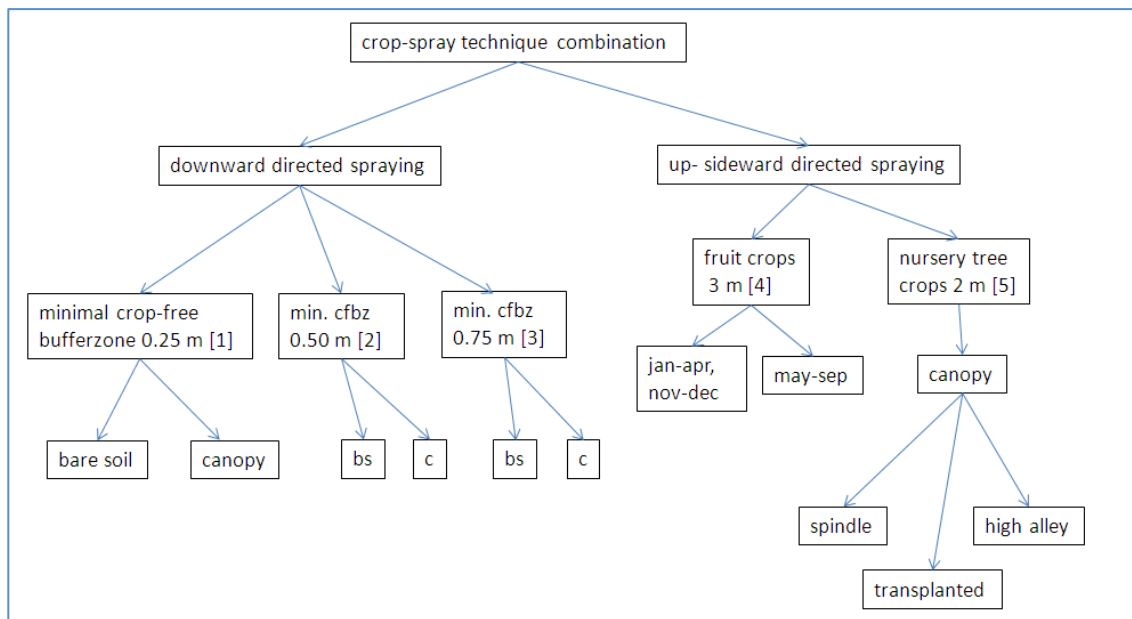 crop-spray technique combination
downward directed spraying
up- sideward directed spraying
minimal crop-free
bufferzone 0.25 m [1]
min. cfbz
0.50 m [2]
min. cfbz
0.75 m [3]
fruit crops
3 m [4]
nursery tree
crops 2 m [5]
bare soil
canopy
bs
c
bs
c
jan-apr,
nov-dec
may-sep
canopy
spindle
transplanted
high alley